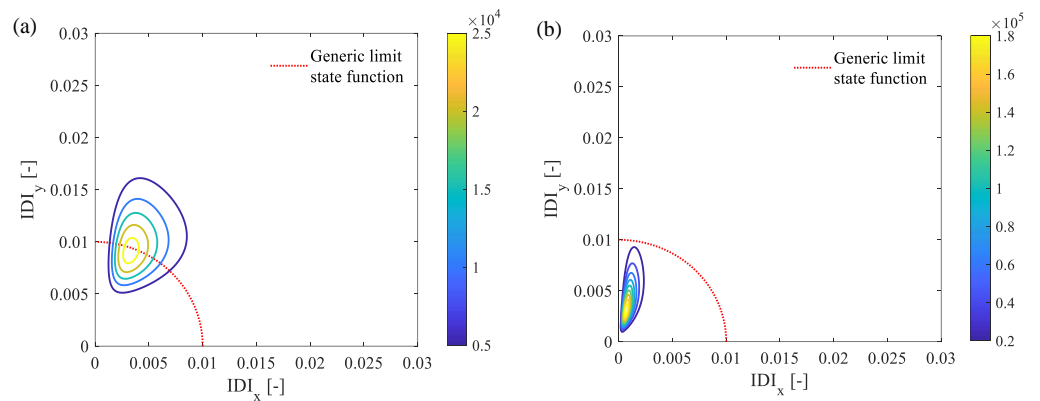 (a)
×10⁴
0.03
0.025
0.02
0.015
0.01
0.005
0
IDI_y [-]
Generic limit
state function
2.5
2
1.5
1
0.5
0 0.005 0.01 0.015 0.02 0.025 0.03
IDI_x [-]
(b)
×10⁵
0.03
0.025
0.02
0.015
0.01
0.005
0
IDI_y [-]
Generic limit
state function
1.8
1.6
1.4
1.2
1
0.8
0.6
0.4
0.2
0 0.005 0.01 0.015 0.02 0.025 0.03
IDI_x [-]